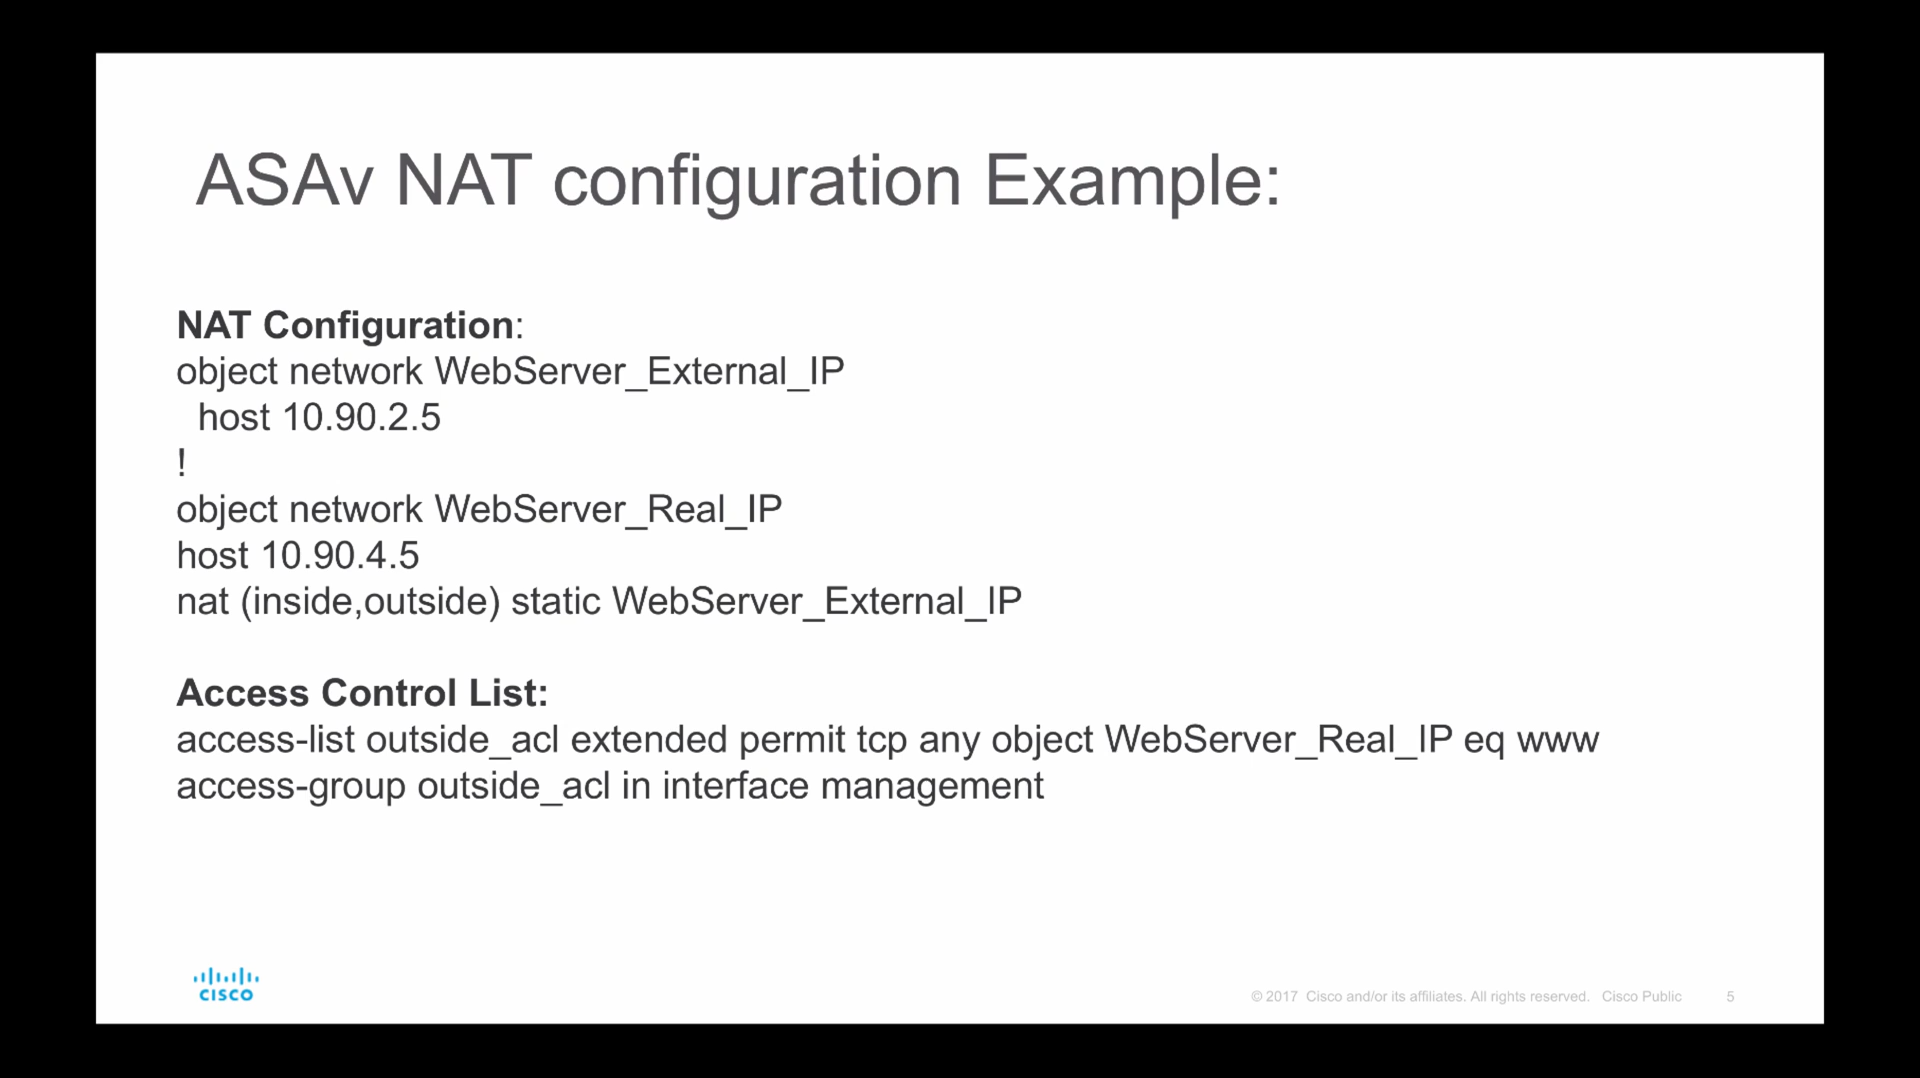 ASAv NAT configuration Example:
NAT Configuration:
object network WebServer_External_IP
host 10.90.2.5
!
object network WebServer_Real_IP
host 10.90.4.5
nat (inside,outside) static WebServer_External_IP
Access Control List:
access-list outside_acl extended permit tcp any object WebServer_Real_IP eq www
access-group outside_acl in interface management
CISCO
© 2017 Cisco and/or its affiliates. All rights reserved. Cisco Public 5